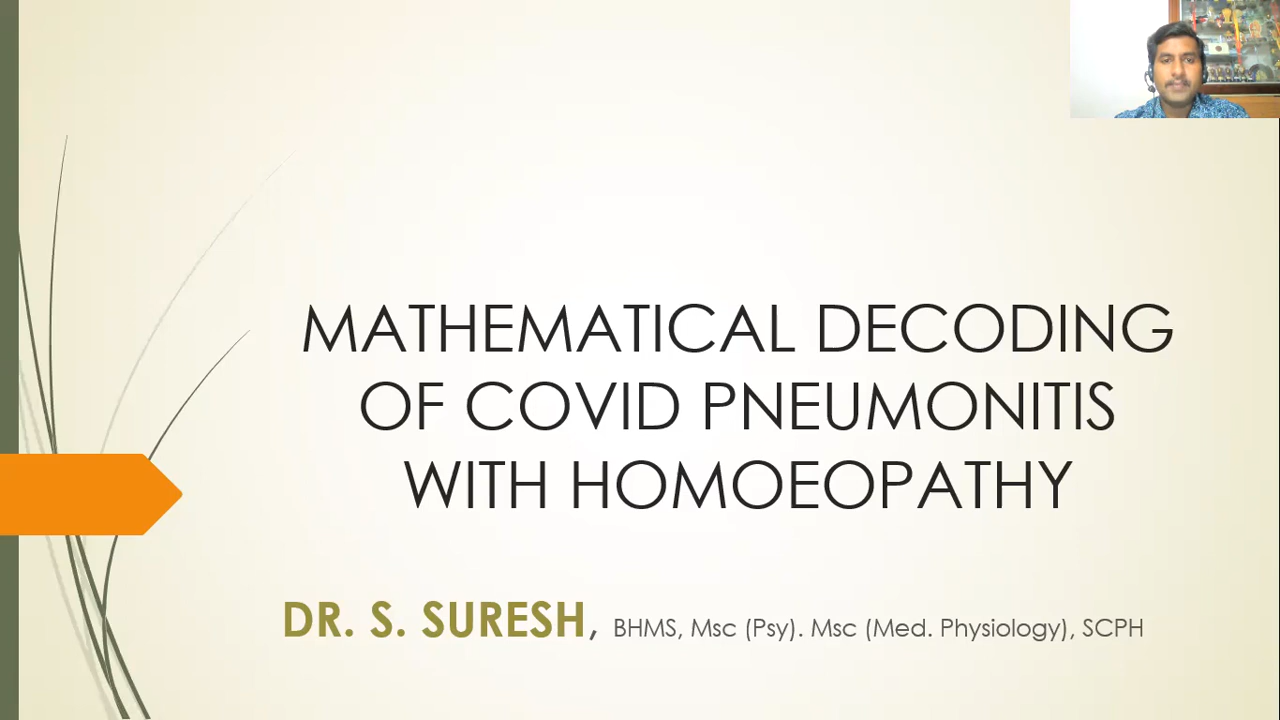 MATHEMATICAL DECODING
OF COVID PNEUMONITIS
WITH HOMOEOPATHY
DR. S. SURESH, BHMS, Msc (Psy). Msc (Med. Physiology), SCPH